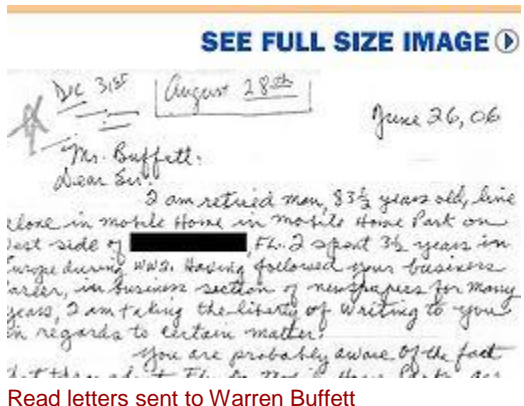 SEE FULL SIZE IMAGE
Dec 31st
August 28th
June 26, 06
Mr. Buffett:
Dear Sir:
I am retried man, 83½ years old, live
alone in mobile Home in mobile Home Park on
west side of , FL. I spent 3½ years in
Europe during WW2. Having followed your business
career, in business section of newspapers for many
years, I am taking the liberty of writing to you
in regards to certain matter.
You are probably aware of the fact
Read letters sent to Warren Buffett